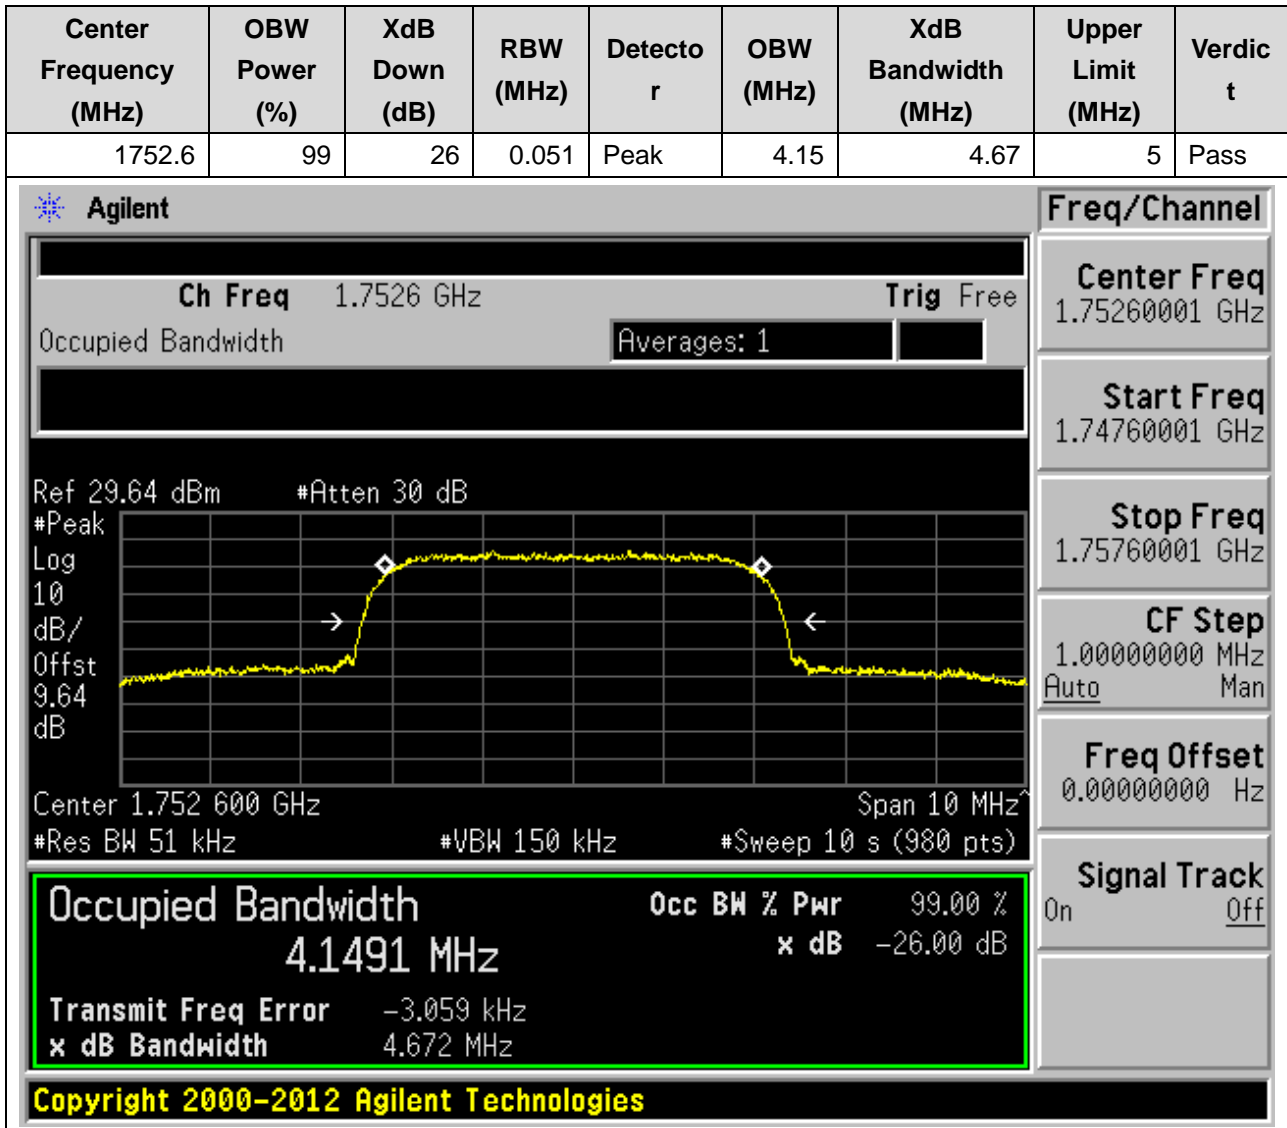 Center Frequency (MHz) OBW Power (%) XdB Down (dB) RBW (MHz) Detecto r OBW (MHz) XdB Bandwidth (MHz) Upper Limit (MHz) Verdic t
1752.6 99 26 0.051 Peak 4.15 4.67 5 Pass
Agilent
Freq/Channel
Ch Freq 1.7526 GHz Trig Free
Occupied Bandwidth Averages: 1
Center Freq
1.75260001 GHz
Start Freq
1.74760001 GHz
Stop Freq
1.75760001 GHz
CF Step
1.00000000 MHz
Auto Man
Freq Offset
0.00000000 Hz
Signal Track
On Off
Ref 29.64 dBm #Atten 30 dB
#Peak
Log
10
dB/
Offst
9.64
dB
Center 1.752 600 GHz Span 10 MHz^
#Res BW 51 kHz #VBW 150 kHz #Sweep 10 s (980 pts)
Occupied Bandwidth Occ BW % Pwr 99.00 %
4.1491 MHz x dB -26.00 dB
Transmit Freq Error -3.059 kHz
x dB Bandwidth 4.672 MHz
Copyright 2000-2012 Agilent Technologies